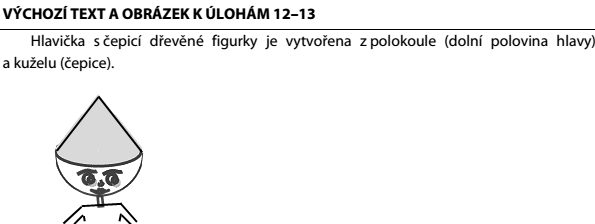 VÝCHOZÍ TEXT A OBRÁZEK K ÚLOHÁM 12–13
Hlavička s čepicí dřevěné figurky je vytvořena z polokoule (dolní polovina hlavy)
a kuželu (čepice).